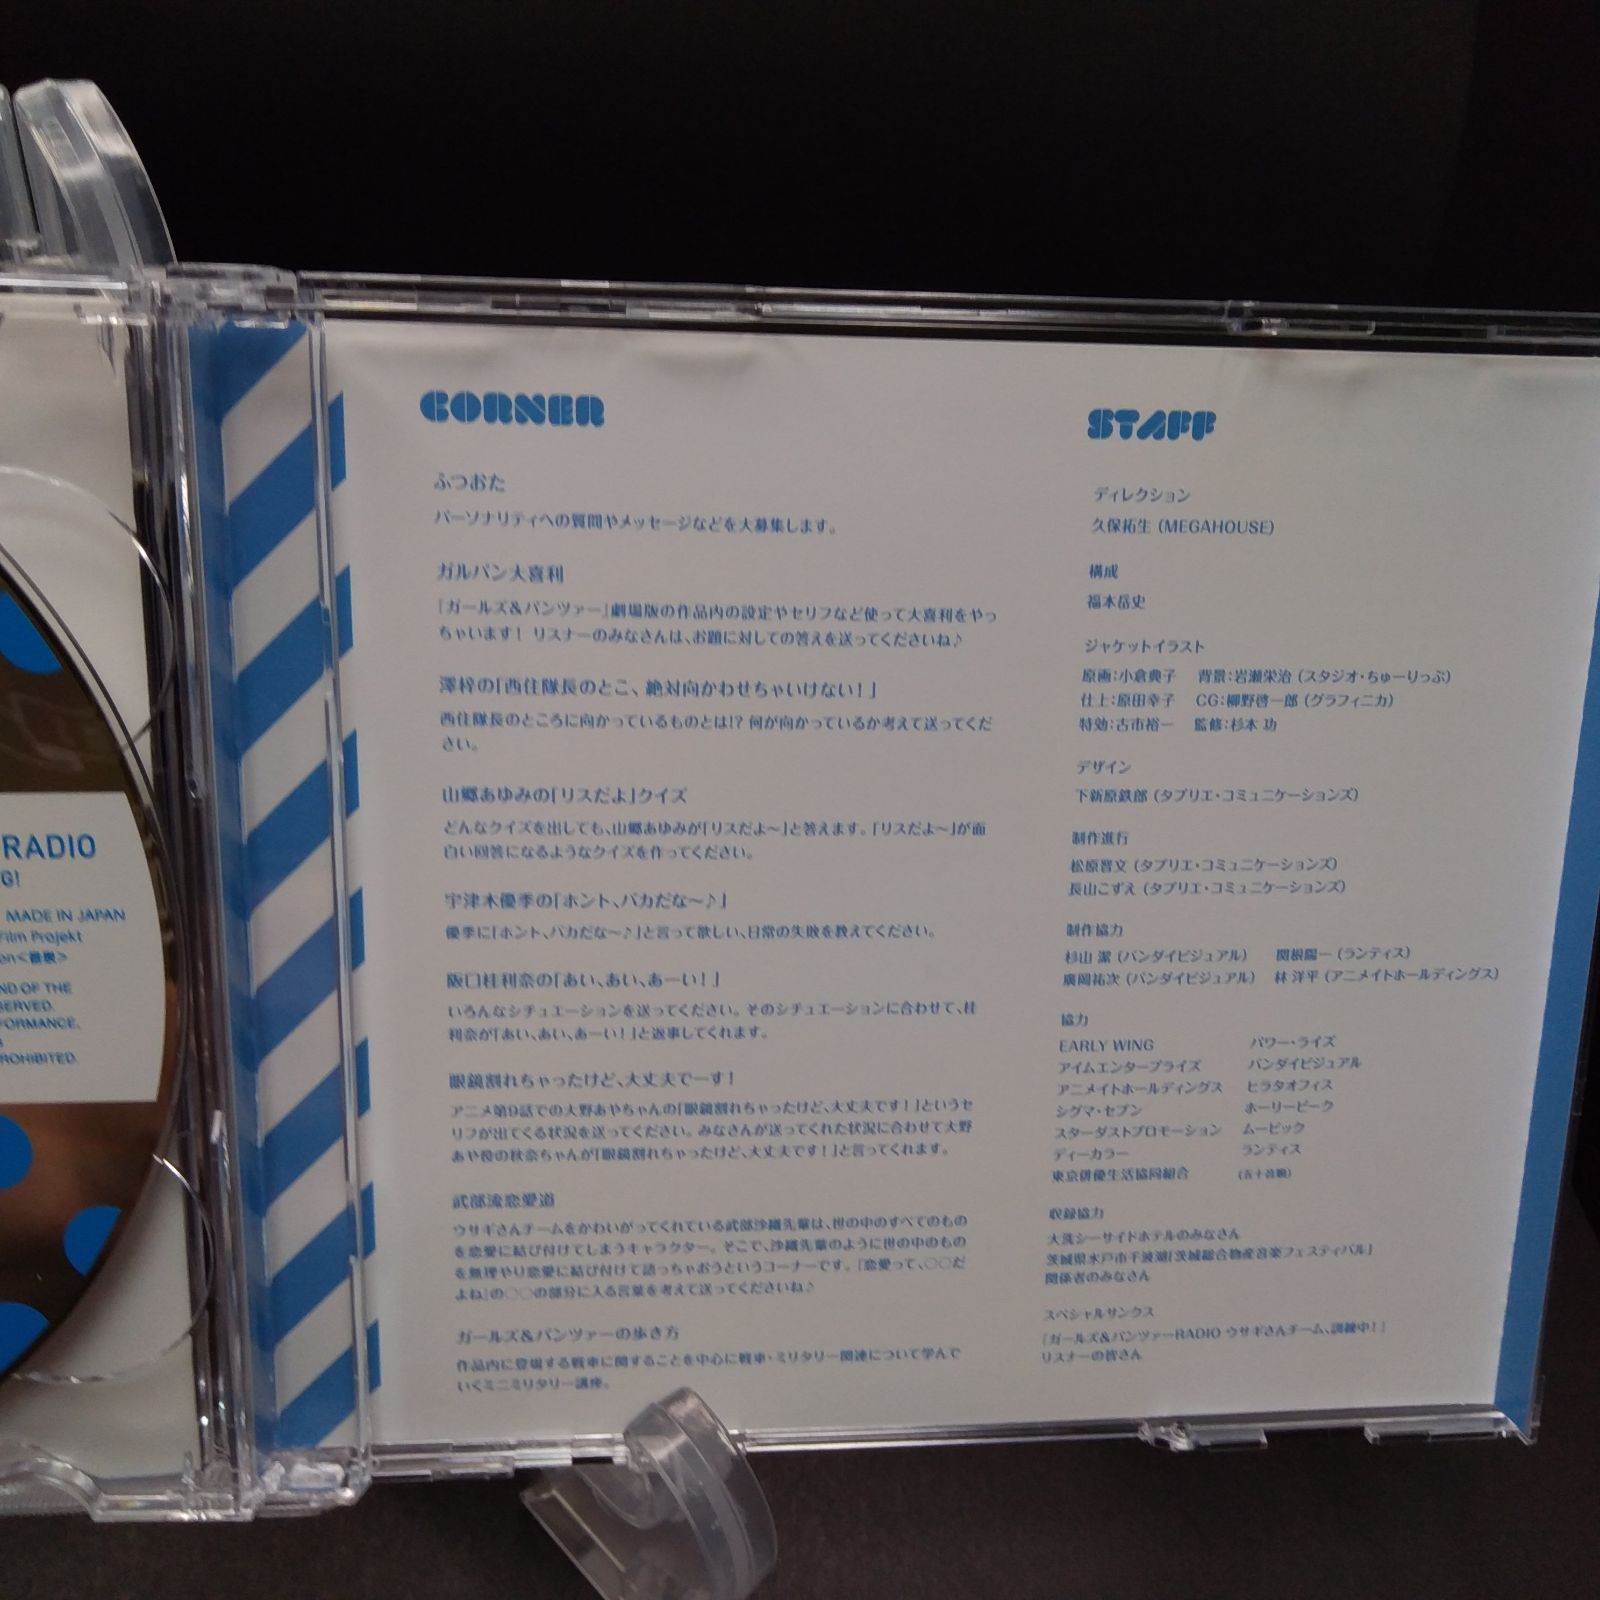 RADIO
G!
MADE IN JAPAN
Film Projekt
ND OF THE
SERVED.
FORMANCE,
S
ROHIBITED.
CORNER
ふつおた
パーソナリティへの質問やメッセージなどを大募集します。
ガルパン大喜利
『ガールズ&パンツァー』劇場版の作品内の設定やセリフなど使って大喜利をやっ
ちゃいます! リスナーのみなさんは、お題に対しての答えを送ってくださいね♪
澤梓の「西住隊長のとこ、絶対向かわせちゃいけない!」
西住隊長のところに向かっているものとは!? 何が向かっているか考えて送ってくだ
さい。
山郷あゆみの「リスだよ」クイズ
どんなクイズを出しても、山郷あゆみが「リスだよ〜」と答えます。「リスだよ〜」が面
白い回答になるようなクイズを作ってください。
宇津木優季の「ホント、バカだな〜♪」
優季に「ホント、バカだな〜♪」と言って欲しい、日常の失敗を教えてください。
阪口桂利奈の「あい、あい、あーい!」
いろんなシチュエーションを送ってください。そのシチュエーションに合わせて、桂
利奈が「あい、あい、あーい!」と返事してくれます。
眼鏡割れちゃったけど、大丈夫でーす!
アニメ第9話での大野あやちゃんの「眼鏡割れちゃったけど、大丈夫です!」というセ
リフが出てくる状況を送ってください。みなさんが送ってくれた状況に合わせて大野
あや役の秋奈ちゃんが「眼鏡割れちゃったけど、大丈夫です!」と言ってくれます。
武部流恋愛道
ウサギさんチームをかわいがってくれている武部沙織先輩は、世の中のすべてのもの
を恋愛に結び付けてしまうキャラクター。そこで、沙織先輩のように世の中のもの
を無理やり恋愛に結び付けて語っちゃおうというコーナーです。『恋愛って、○○だ
よね』の○○の部分に入る言葉を考えて送ってくださいね♪
ガールズ&パンツァーの歩き方
作品内に登場する戦車に関することを中心に戦車・ミリタリー関連について学んで
いくミニミリタリー講座。
STAFF
ディレクション
久保拓生 (MEGAHOUSE)
構成
福本岳史
ジャケットイラスト
原画:小倉典子 背景:岩瀬栄治 (スタジオ・ちゅーりっぷ)
仕上:原田幸子 CG:柳野啓一郎 (グラフィニカ)
特効:古市裕一 監修:杉本 功
デザイン
下新原鉄郎 (タブリエ・コミュニケーションズ)
制作進行
松原晋文 (タブリエ・コミュニケーションズ)
長山こずえ (タブリエ・コミュニケーションズ)
制作協力
杉山 潔 (バンダイビジュアル) 関根陽一 (ランティス)
廣岡祐次 (バンダイビジュアル) 林 洋平 (アニメイトホールディングス)
協力
EARLY WING パワー・ライズ
アイムエンタープライズ バンダイビジュアル
アニメイトホールディングス ヒラタオフィス
シグマ・セブン ホーリーピーク
スターダストプロモーション ムービック
ディーカラー ランティス
東京俳優生活協同組合 (五十音順)
収録協力
大洗シーサイドホテルのみなさん
茨城県水戸市千波湖「茨城総合物産音楽フェスティバル」
関係者のみなさん
スペシャルサンクス
『ガールズ&パンツァーRADIO ウサギさんチーム、訓練中!』
リスナーの皆さん